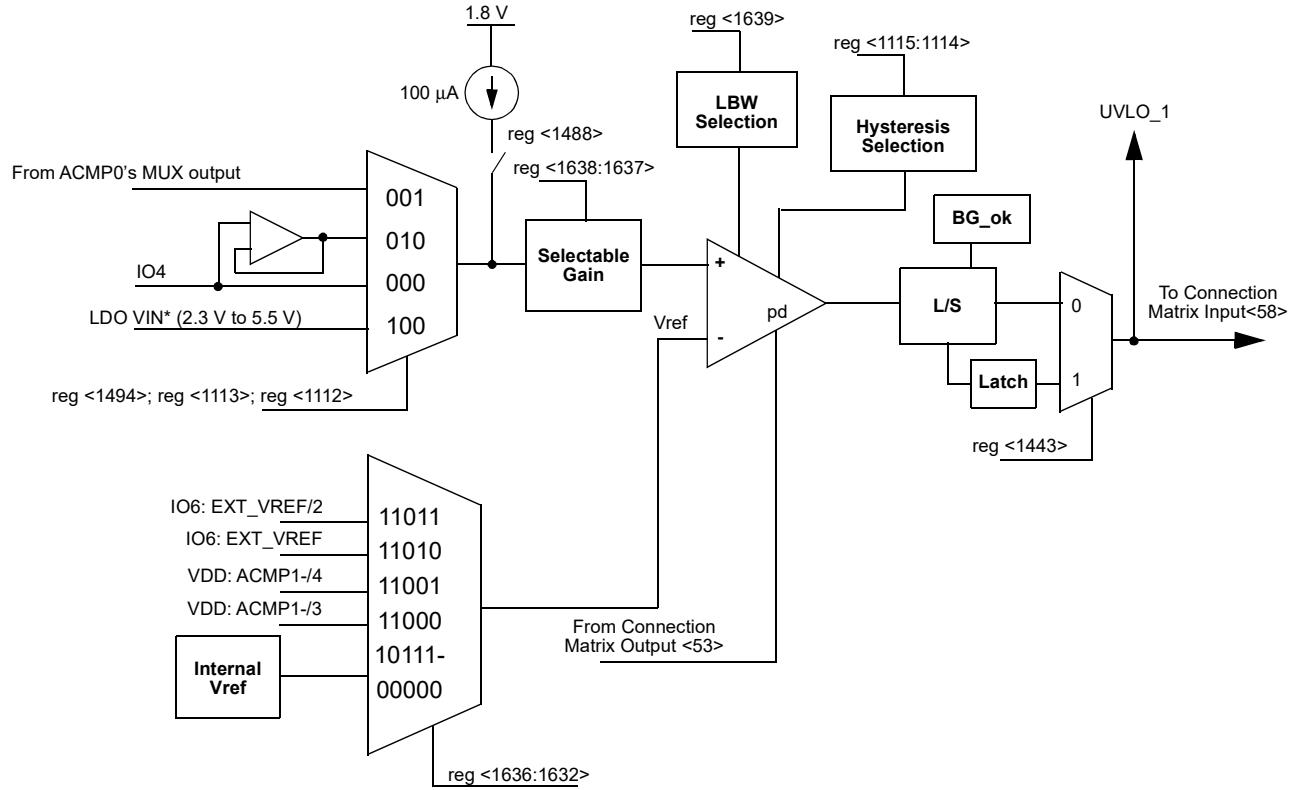 1.8 V
100 μA
reg <1488>
reg <1638:1637>
reg <1639>
LBW
Selection
reg <1115:1114>
Hysteresis
Selection
UVLO_1
From ACMP0's MUX output
001
010
IO4
000
LDO VIN* (2.3 V to 5.5 V)
100
reg <1494>; reg <1113>; reg <1112>
Selectable
Gain
+
Vref
-
pd
BG_ok
L/S
Latch
0
1
To Connection
Matrix Input<58>
reg <1443>
IO6: EXT_VREF/2
11011
IO6: EXT_VREF
11010
VDD: ACMP1-/4
11001
VDD: ACMP1-/3
11000
10111-
00000
Internal
Vref
From Connection
Matrix Output <53>
reg <1636:1632>